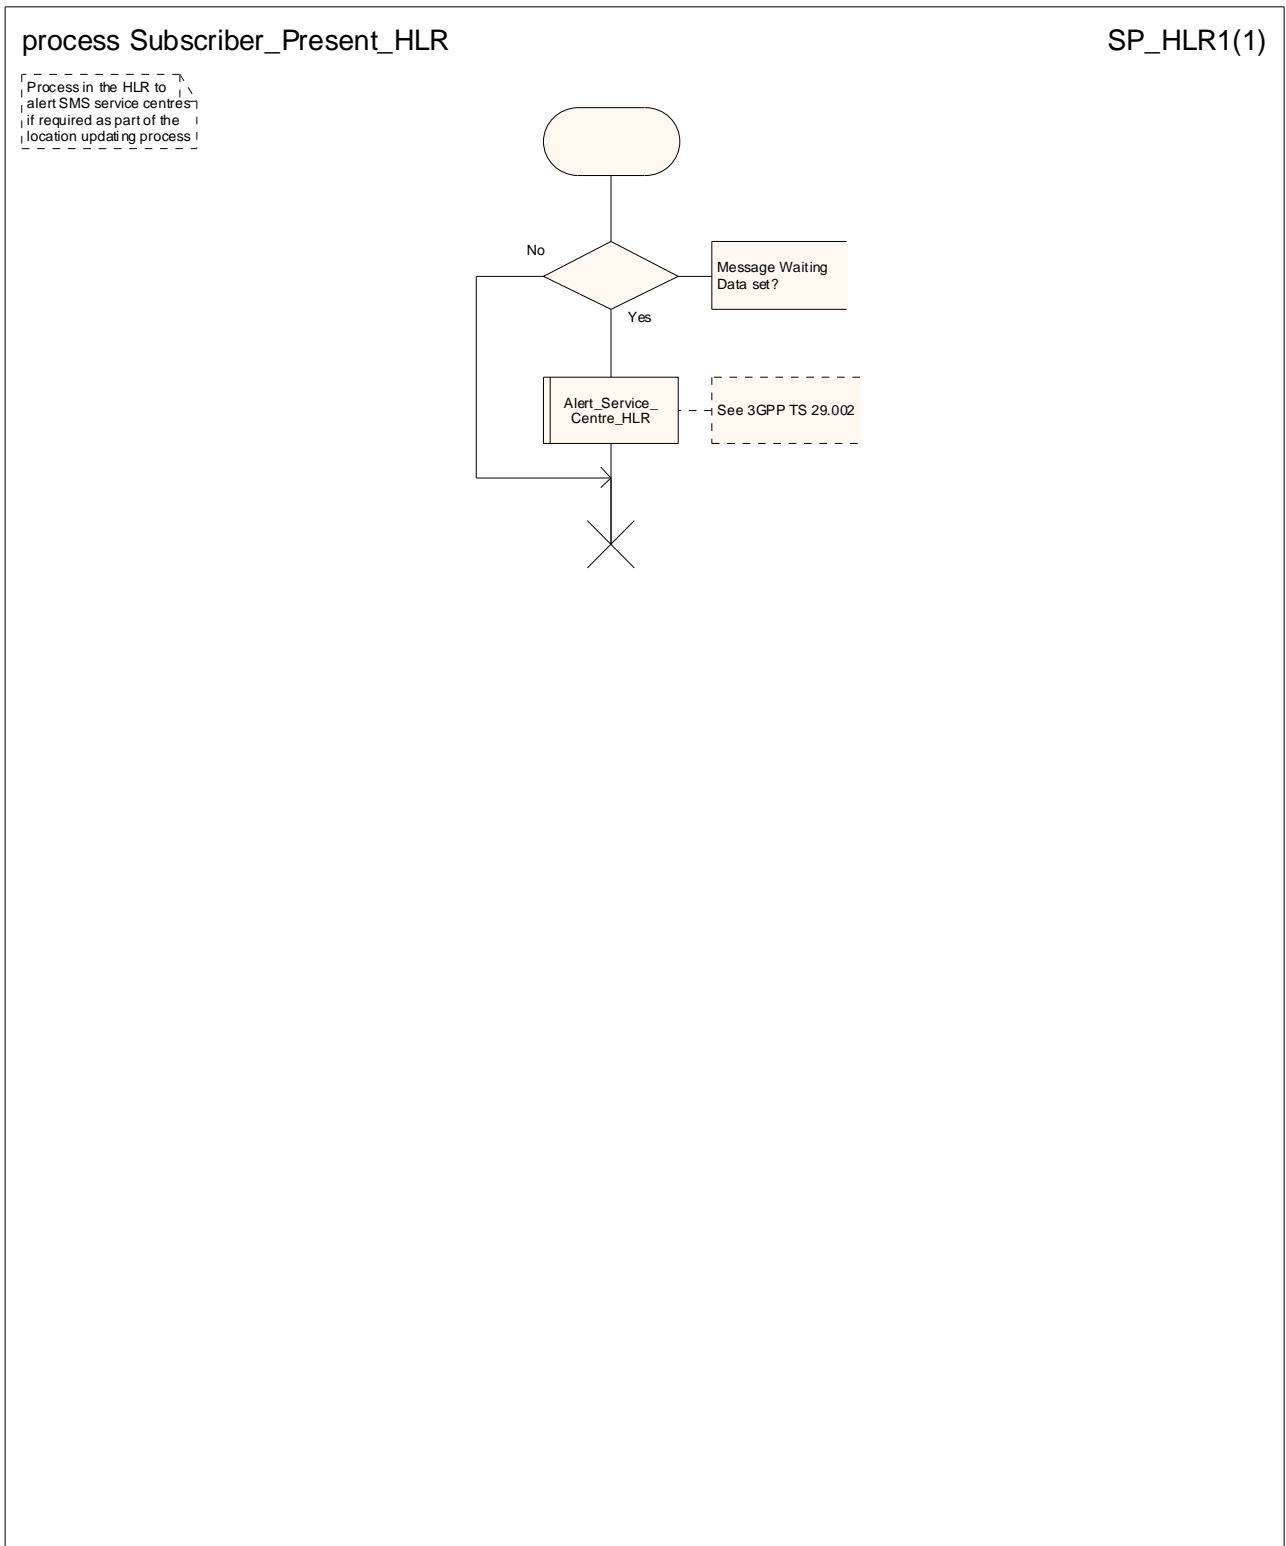 process Subscriber_Present_HLR
SP_HLR1(1)
Process in the HLR to
alert SMS service centres
if required as part of the
location updating process
No
Message Waiting
Data set?
Yes
Alert_Service_
Centre_HLR
See 3GPP TS 29.002